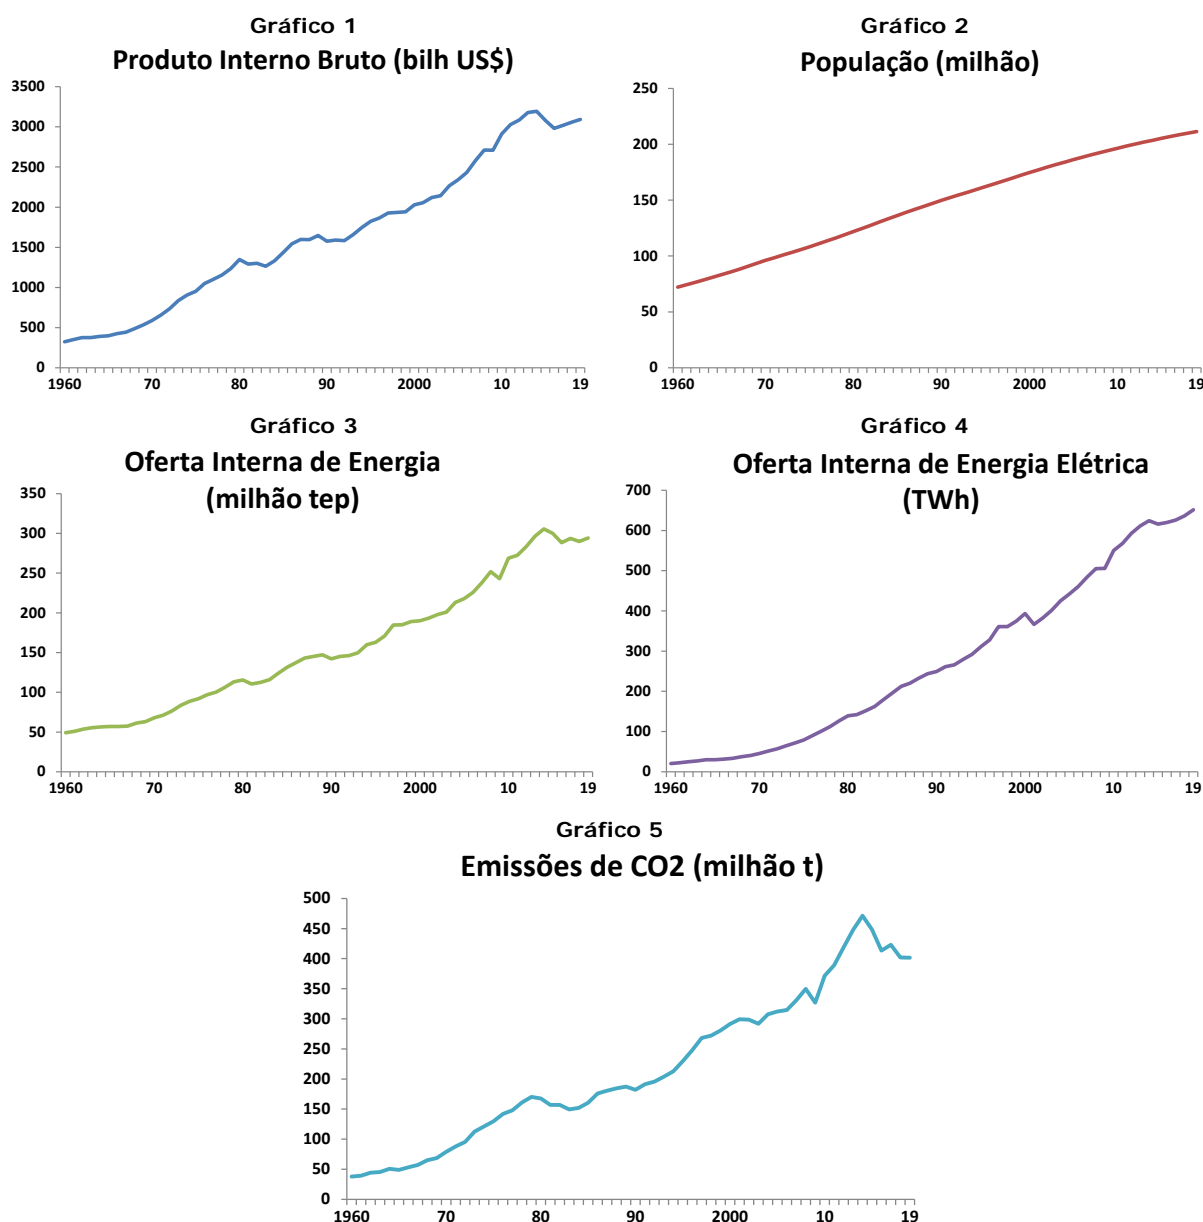 Gráfico 1
Produto Interno Bruto (bilh US$)
3500
3000
2500
2000
1500
1000
500
0
1960 70 80 90 2000 10 19
Gráfico 2
População (milhão)
250
200
150
100
50
0
1960 70 80 90 2000 10 19
Gráfico 3
Oferta Interna de Energia
(milhão tep)
350
300
250
200
150
100
50
0
1960 70 80 90 2000 10 19
Gráfico 4
Oferta Interna de Energia Elétrica
(TWh)
700
600
500
400
300
200
100
0
1960 70 80 90 2000 10 19
Gráfico 5
Emissões de CO2 (milhão t)
500
450
400
350
300
250
200
150
100
50
0
1960 70 80 90 2000 10 19